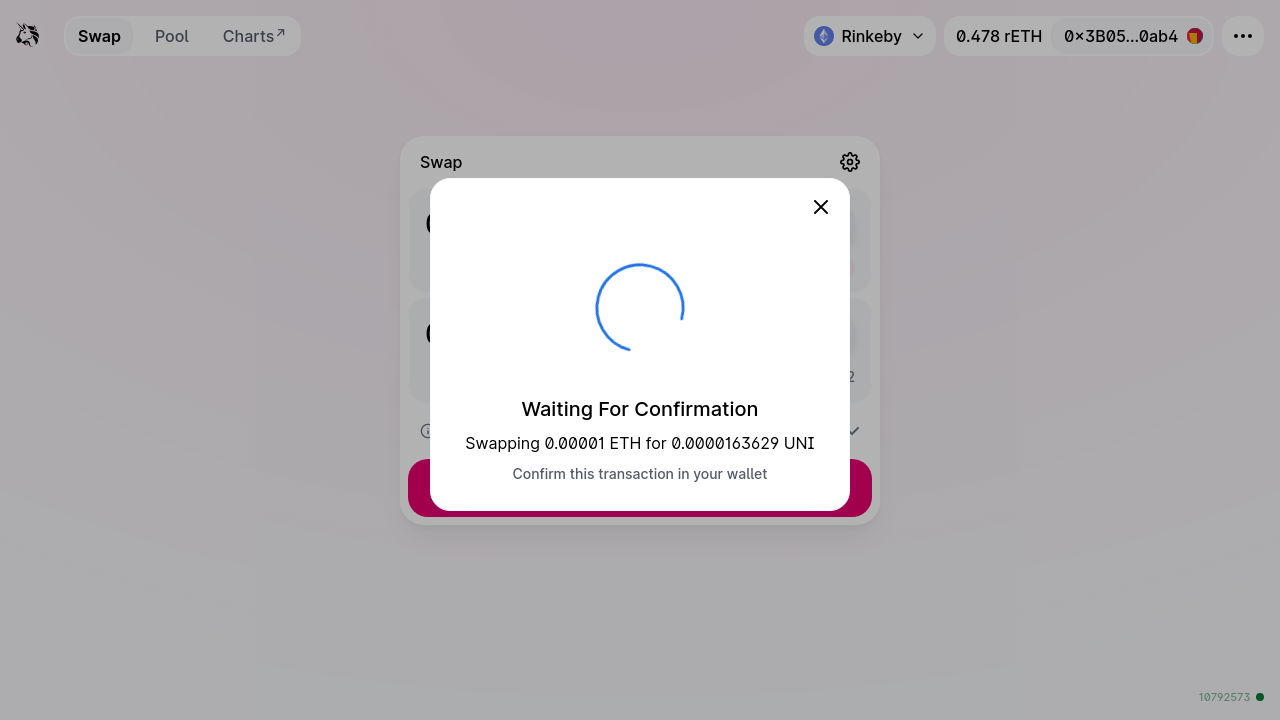 Swap
Pool
Charts↗
Rinkeby
0.478 rETH
0x3B05...0ab4
Swap
Waiting For Confirmation
Swapping 0.00001 ETH for 0.0000163629 UNI
Confirm this transaction in your wallet
10792573